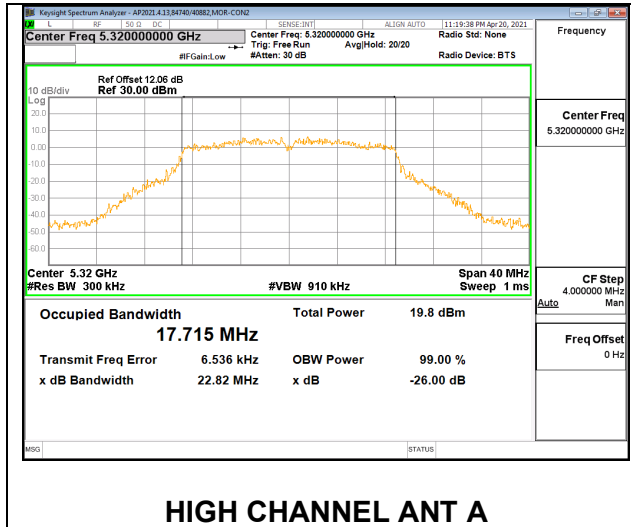 Keysight Spectrum Analyzer - AP2021.4.13,84740/40882,MOR-CON2
L RF 50 Ω DC SENSE:INT ALIGN AUTO 11:19:38 PM Apr 20, 2021
Center Freq 5.320000000 GHz
#IFGain:Low
Center Freq: 5.320000000 GHz
Trig: Free Run Avg|Hold: 20/20
#Atten: 30 dB
Radio Std: None
Radio Device: BTS
Frequency
Ref Offset 12.06 dB
10 dB/div Ref 30.00 dBm
Log
20.0
10.0
0.00
-10.0
-20.0
-30.0
-40.0
-50.0
-60.0
Center 5.32 GHz Span 40 MHz
#Res BW 300 kHz #VBW 910 kHz Sweep 1 ms
Occupied Bandwidth Total Power 19.8 dBm
17.715 MHz
Transmit Freq Error 6.536 kHz OBW Power 99.00 %
x dB Bandwidth 22.82 MHz x dB -26.00 dB
Center Freq
5.320000000 GHz
CF Step
4.000000 MHz
Auto Man
Freq Offset
0 Hz
MSG STATUS
HIGH CHANNEL ANT A